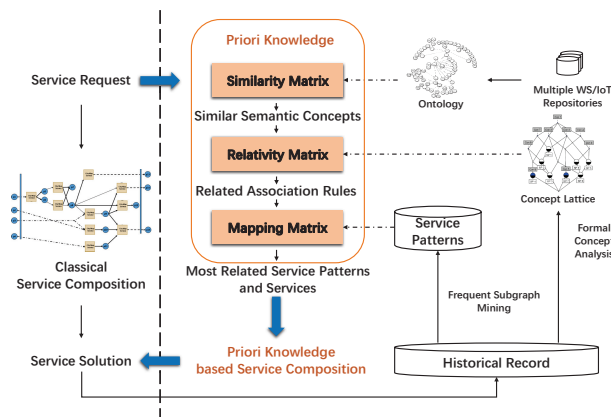 Priori Knowledge
Service Request
Similarity Matrix
Ontology
Multiple WS/IoT
Repositories
Similar Semantic Concepts
Relativity Matrix
Concept Lattice
Related Association Rules
Mapping Matrix
Service
Patterns
Formal
Concept
Analysis
Classical
Service Composition
Most Related Service Patterns
and Services
Frequent Subgraph
Mining
Service Solution
Priori Knowledge
based Service Composition
Historical Record